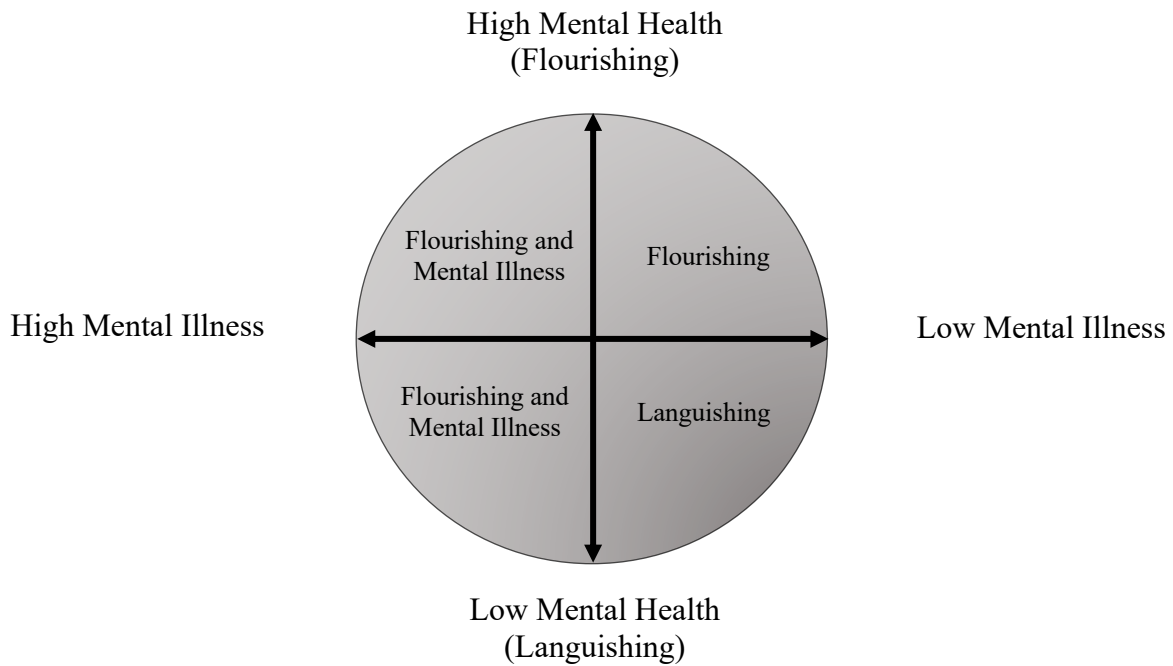 High Mental Health
(Flourishing)
Flourishing and
Mental Illness
Flourishing
High Mental Illness
Low Mental Illness
Flourishing and
Mental Illness
Languishing
Low Mental Health
(Languishing)